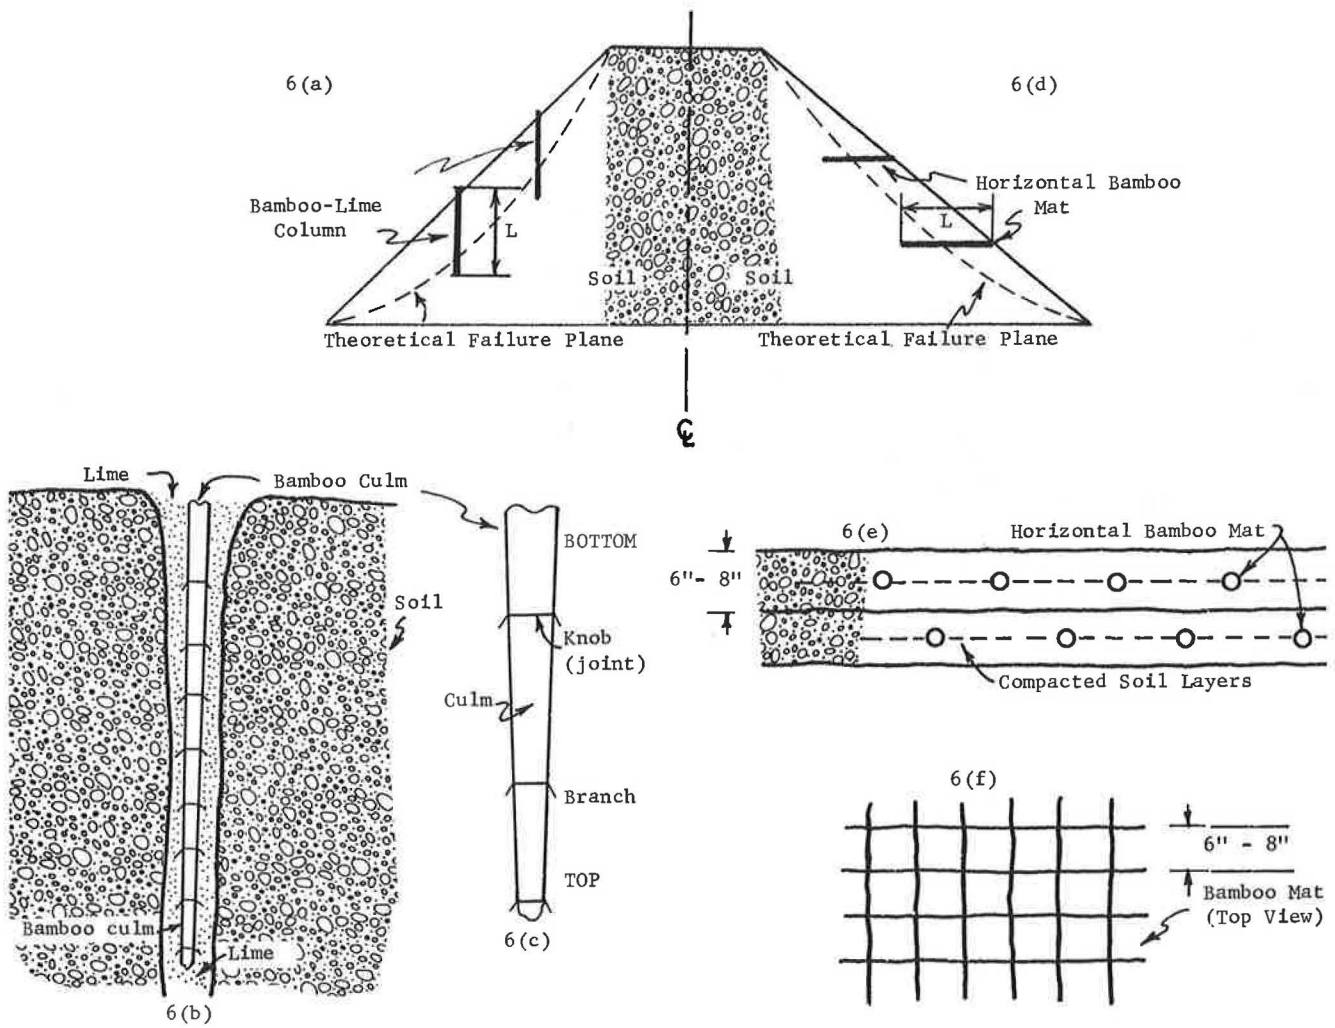 6(a)
6(d)
Bamboo-Lime
Column
L
Horizontal Bamboo
Mat
L
Soil
Soil
Theoretical Failure Plane
Theoretical Failure Plane
℄
Lime
Bamboo Culm
Soil
Bamboo culm
Lime
6(b)
BOTTOM
Knob
(joint)
Culm
Branch
TOP
6(c)
6(e)
Horizontal Bamboo Mat
6"- 8"
Compacted Soil Layers
6(f)
6" - 8"
Bamboo Mat
(Top View)